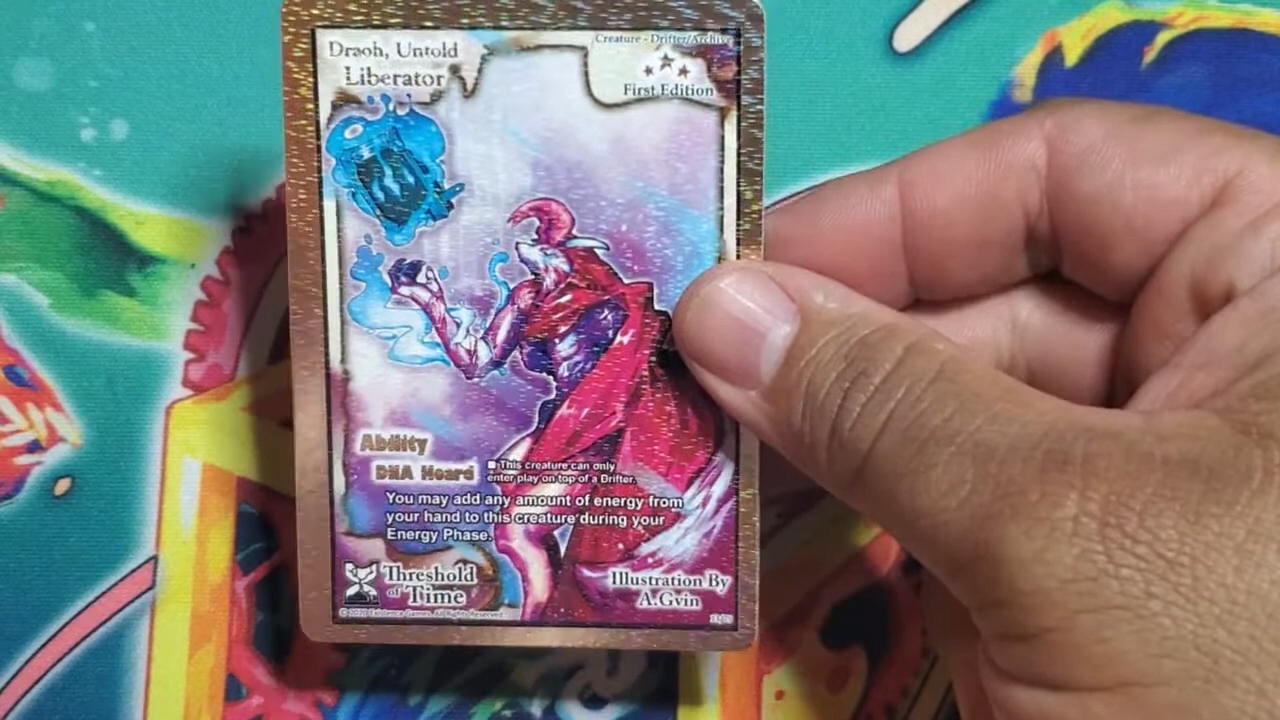 Draoh, Untold
Liberator
Creature - Drifter/Archive
First Edition
Ability
DNA Hoard
This creature can only
enter play on top of a Drifter.
You may add any amount of energy from
your hand to this creature during your
Energy Phase.
Threshold
of Time
Illustration By
A.Gvin
©2020 Existence Games. All Rights Reserved